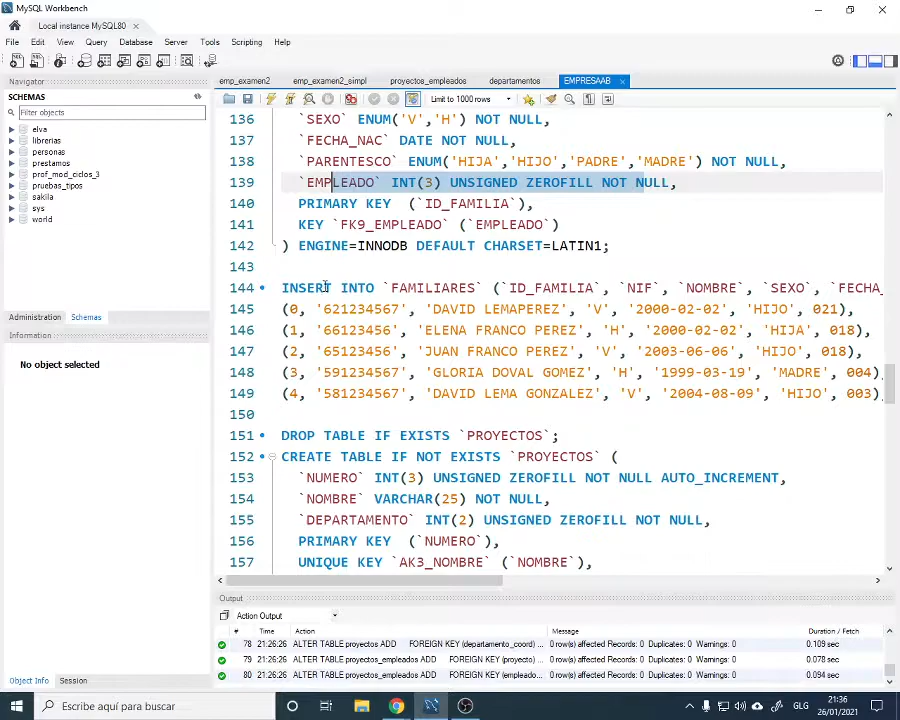 MySQL Workbench
Local instance MySQL80 ×
File Edit View Query Database Server Tools Scripting Help
Navigator
SCHEMAS
Filter objects
elva
librerias
personas
prestamos
prof_mod_ciclos_3
pruebas_tipos
sakila
sys
world
Administration Schemas
Information
No object selected
Object Info Session
emp_examen2 emp_examen2_simpl proyectos_empleados departamentos EMPRESAAB ×
Limit to 1000 rows
136 `SEXO` ENUM('V','H') NOT NULL,
137 `FECHA_NAC` DATE NOT NULL,
138 `PARENTESCO` ENUM('HIJA','HIJO','PADRE','MADRE') NOT NULL,
139 `EMPLEADO` INT(3) UNSIGNED ZEROFILL NOT NULL,
140 PRIMARY KEY (`ID_FAMILIA`),
141 KEY `FK9_EMPLEADO` (`EMPLEADO`)
142 ) ENGINE=INNODB DEFAULT CHARSET=LATIN1;
143
144 INSERT INTO `FAMILIARES` (`ID_FAMILIA`, `NIF`, `NOMBRE`, `SEXO`, `FECHA_
145 (0, '621234567', 'DAVID LEMAPEREZ', 'V', '2000-02-02', 'HIJO', 021),
146 (1, '661234567', 'ELENA FRANCO PEREZ', 'H', '2000-02-02', 'HIJA', 018),
147 (2, '65123456', 'JUAN FRANCO PEREZ', 'V', '2003-06-06', 'HIJO', 018),
148 (3, '591234567', 'GLORIA DOVAL GOMEZ', 'H', '1999-03-19', 'MADRE', 004)
149 (4, '581234567', 'DAVID LEMA GONZALEZ', 'V', '2004-08-09', 'HIJO', 003)
150
151 DROP TABLE IF EXISTS `PROYECTOS`;
152 CREATE TABLE IF NOT EXISTS `PROYECTOS` (
153 `NUMERO` INT(3) UNSIGNED ZEROFILL NOT NULL AUTO_INCREMENT,
154 `NOMBRE` VARCHAR(25) NOT NULL,
155 `DEPARTAMENTO` INT(2) UNSIGNED ZEROFILL NOT NULL,
156 PRIMARY KEY (`NUMERO`),
157 UNIQUE KEY `AK3_NOMBRE` (`NOMBRE`),
Output
Action Output
# Time Action Message Duration / Fetch
78 21:26:26 ALTER TABLE proyectos ADD FOREIGN KEY (departamento_coord) ... 0 row(s) affected Records: 0 Duplicates: 0 Warnings: 0 0.109 sec
79 21:26:26 ALTER TABLE proyectos_empleados ADD FOREIGN KEY (proyecto) ... 0 row(s) affected Records: 0 Duplicates: 0 Warnings: 0 0.078 sec
80 21:26:26 ALTER TABLE proyectos_empleados ADD FOREIGN KEY (empleado... 0 row(s) affected Records: 0 Duplicates: 0 Warnings: 0 0.094 sec
Escribe aquí para buscar
GLG
21:36
26/01/2021